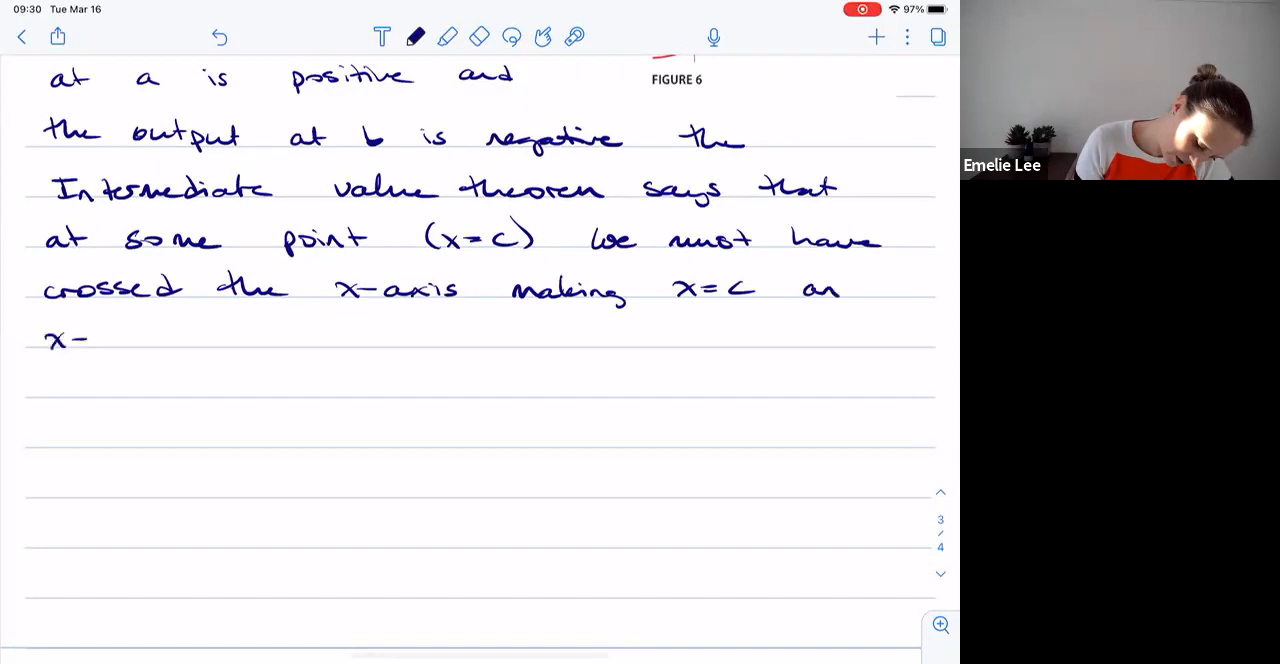 09:30 Tue Mar 16
97%
at a is positive and
FIGURE 6
the output at b is negative the
Intermediate value theorem says that
at some point (x=c) we must have
crossed the x-axis making x=c an
x-
3
/
4
Emelie Lee